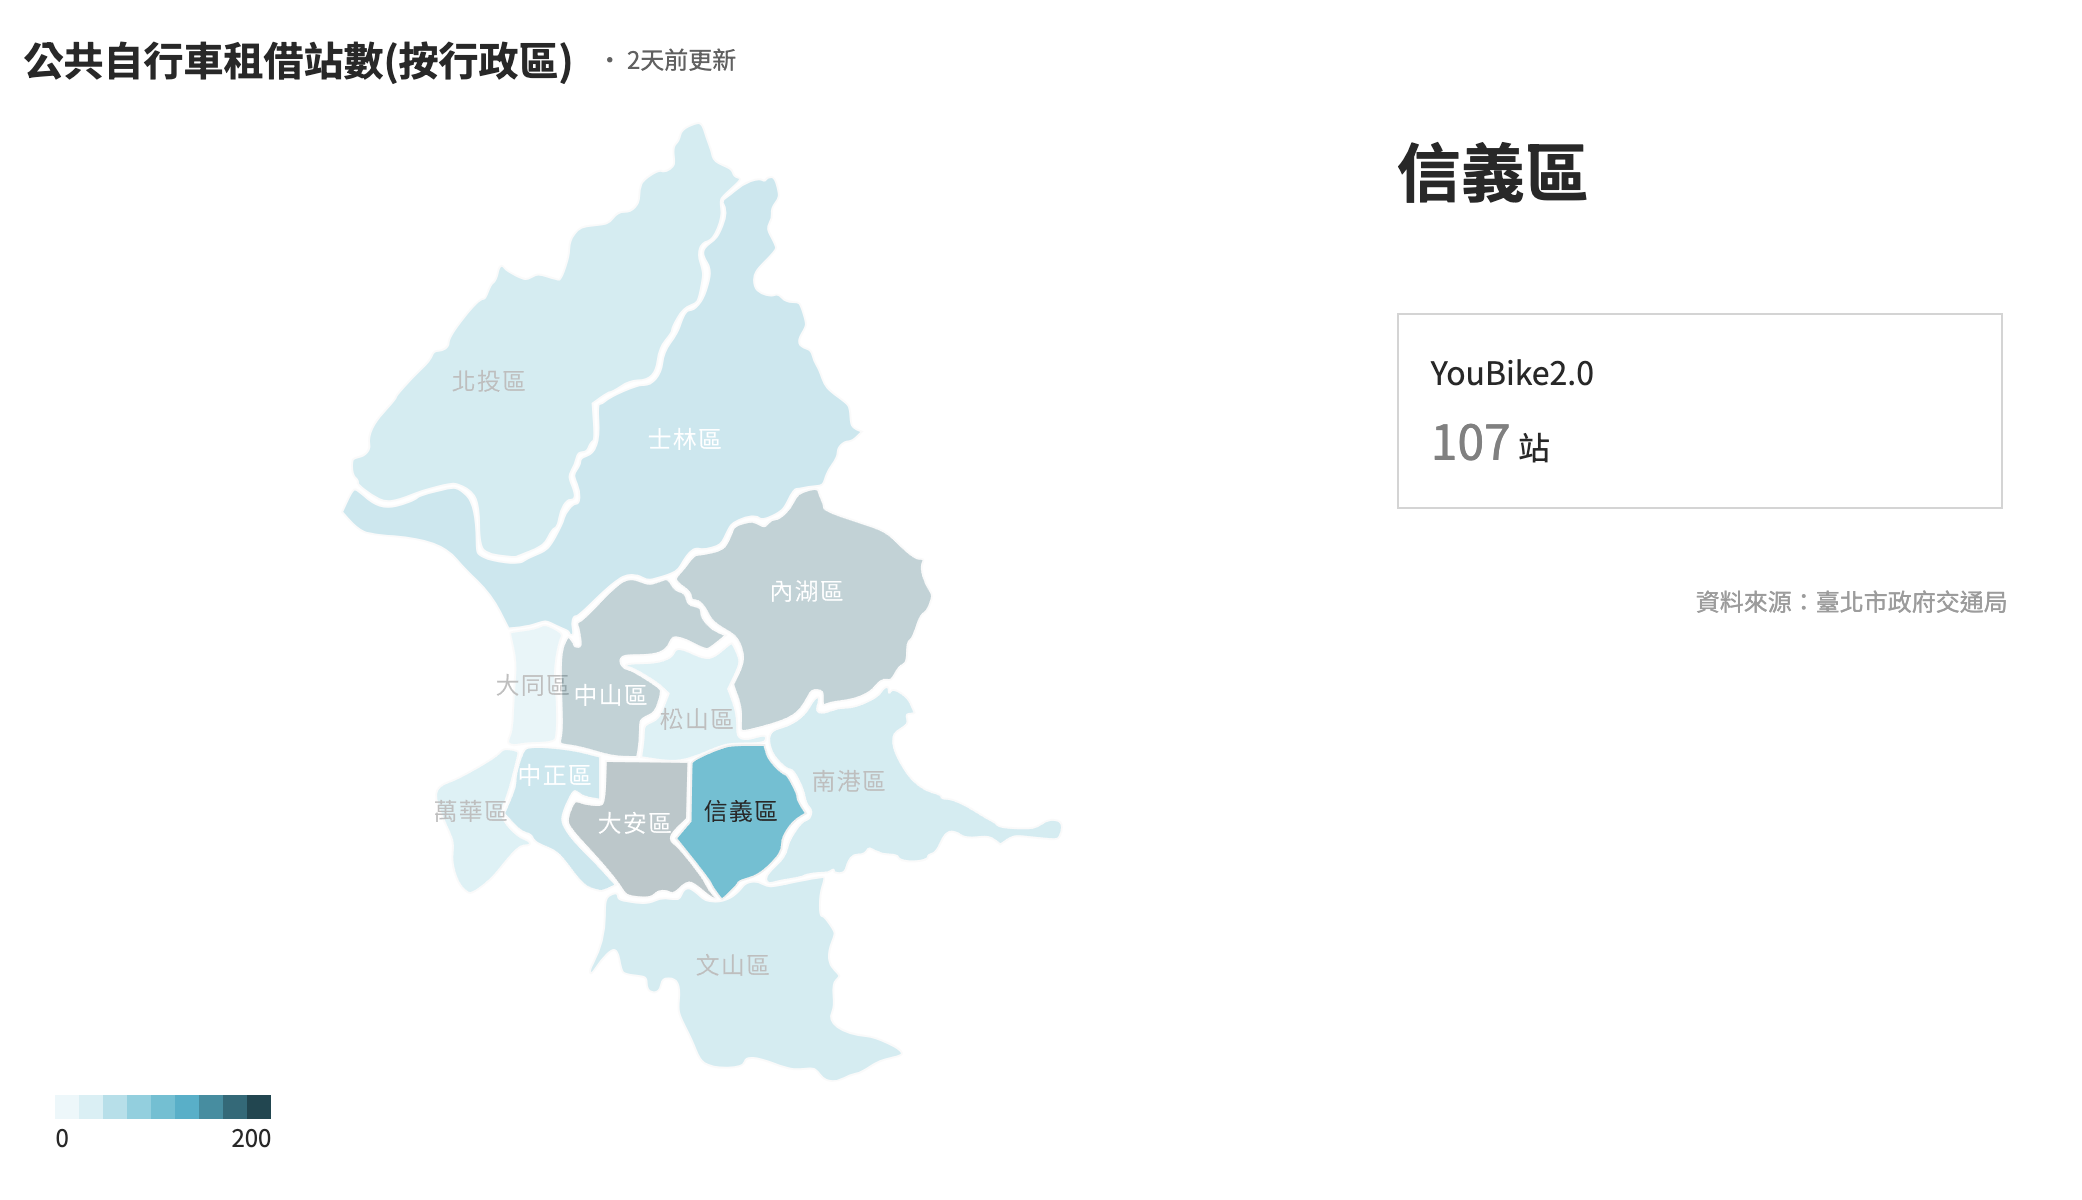 公共自行車租借站數(按行政區) · 2天前更新
信義區
YouBike2.0
107 站
資料來源：臺北市政府交通局
北投區
士林區
內湖區
大同區
中山區
松山區
中正區
南港區
萬華區
大安區
信義區
文山區
0 200